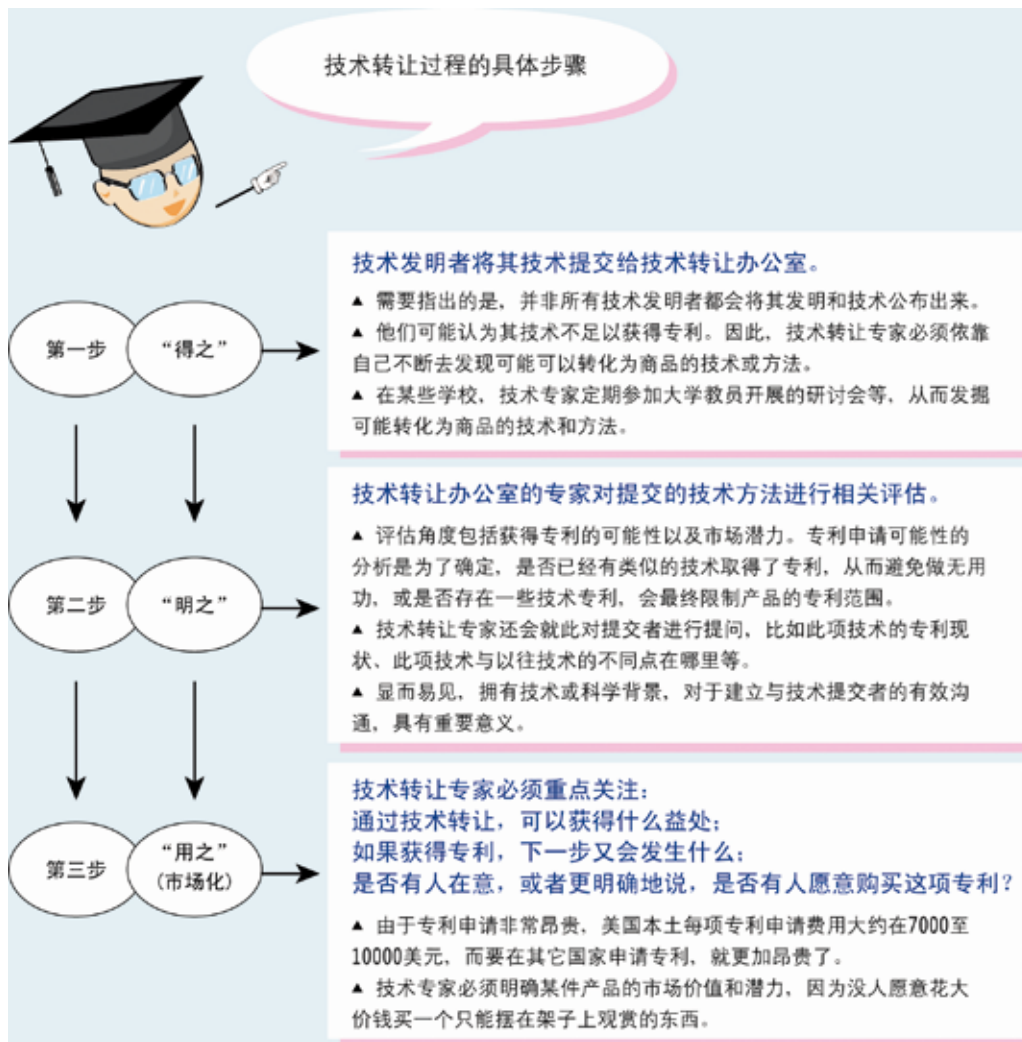 技术转让过程的具体步骤
第一步
“得之”
技术发明者将其技术提交给技术转让办公室。
▲ 需要指出的是，并非所有技术发明者都会将其发明和技术公布出来。
▲ 他们可能认为其技术不足以获得专利。因此，技术转让专家必须依靠
自己不断去发现可能可以转化为商品的技术或方法。
▲ 在某些学校，技术专家定期参加大学教员开展的研讨会等，从而发掘
可能转化为商品的技术和方法。
第二步
“明之”
技术转让办公室的专家对提交的技术方法进行相关评估。
▲ 评估角度包括获得专利的可能性以及市场潜力。专利申请可能性的
分析是为了确定，是否已经有类似的技术取得了专利，从而避免做无用
功，或是否存在一些技术专利，会最终限制产品的专利范围。
▲ 技术转让专家还会就此对提交者进行提问，比如此项技术的专利现
状、此项技术与以往技术的不同点在哪里等。
▲ 显而易见，拥有技术或科学背景，对于建立与技术提交者的有效沟
通，具有重要意义。
第三步
“用之”
(市场化)
技术转让专家必须重点关注：
通过技术转让，可以获得什么益处；
如果获得专利，下一步又会发生什么；
是否有人在意，或者更明确地说，是否有人愿意购买这项专利？
▲ 由于专利申请非常昂贵，美国本土每项专利申请费用大约在7000至
10000美元，而要在其它国家申请专利，就更加昂贵了。
▲ 技术专家必须明确某件产品的市场价值和潜力，因为没人愿意花大
价钱买一个只能摆在架子上观赏的东西。